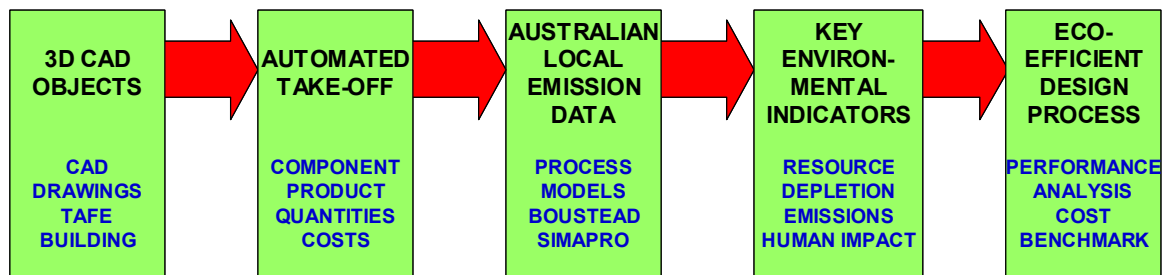 3D CAD
OBJECTS
CAD
DRAWINGS
TAFE
BUILDING
AUTOMATED
TAKE-OFF
COMPONENT
PRODUCT
QUANTITIES
COSTS
AUSTRALIAN
LOCAL
EMISSION
DATA
PROCESS
MODELS
BOUSTEAD
SIMAPRO
KEY
ENVIRON-
MENTAL
INDICATORS
RESOURCE
DEPLETION
EMISSIONS
HUMAN IMPACT
ECO-
EFFICIENT
DESIGN
PROCESS
PERFORMANCE
ANALYSIS
COST
BENCHMARK